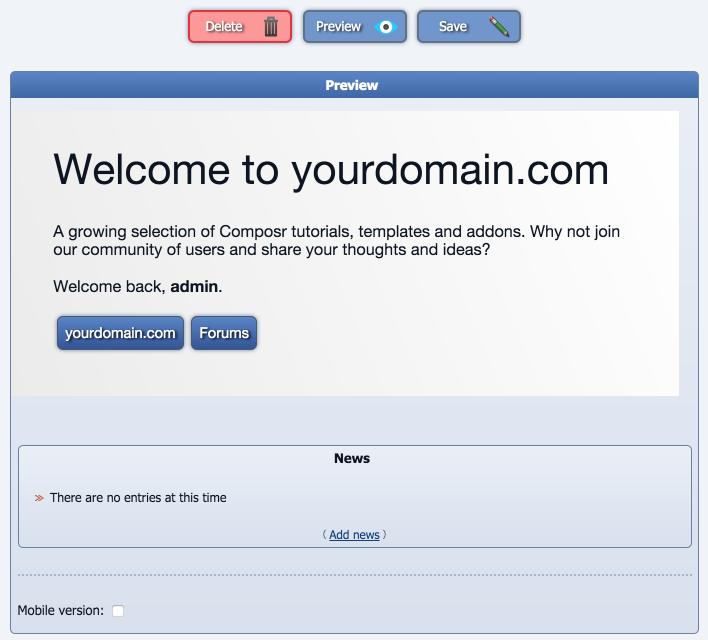 Delete
Preview
Save
Preview
Welcome to yourdomain.com
A growing selection of Composr tutorials, templates and addons. Why not join
our community of users and share your thoughts and ideas?
Welcome back, admin.
yourdomain.com
Forums
News
» There are no entries at this time
( Add news )
Mobile version: